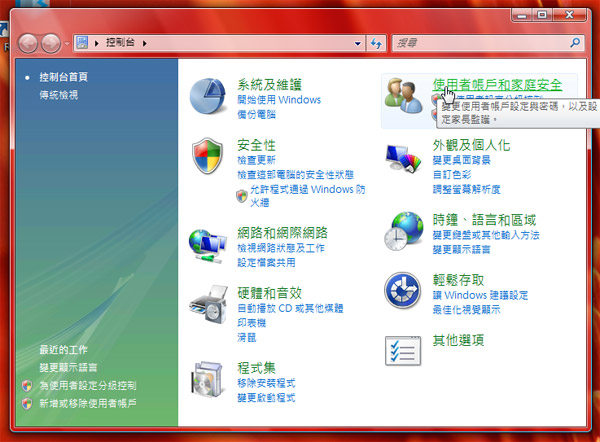 控制台
搜尋
控制台首頁
傳統檢視
最近的工作
變更顯示語言
為使用者設定分級控制
新增或移除使用者帳戶
系統及維護
開始使用 Windows
備份電腦
安全性
檢查更新
檢查這部電腦的安全性狀態
允許程式通過 Windows 防
火牆
網路和網際網路
檢視網路狀態及工作
設定檔案共用
硬體和音效
自動播放 CD 或其他媒體
印表機
滑鼠
程式集
移除安裝程式
變更啟動程式
使用者帳戶和家庭安全
變更使用者帳戶設定與密碼，以及設
定家長監護。
外觀及個人化
變更桌面背景
自訂色彩
調整螢幕解析度
時鐘、語言和區域
變更鍵盤或其他輸入方法
變更顯示語言
輕鬆存取
讓 Windows 建議設定
最佳化視覺顯示
其他選項